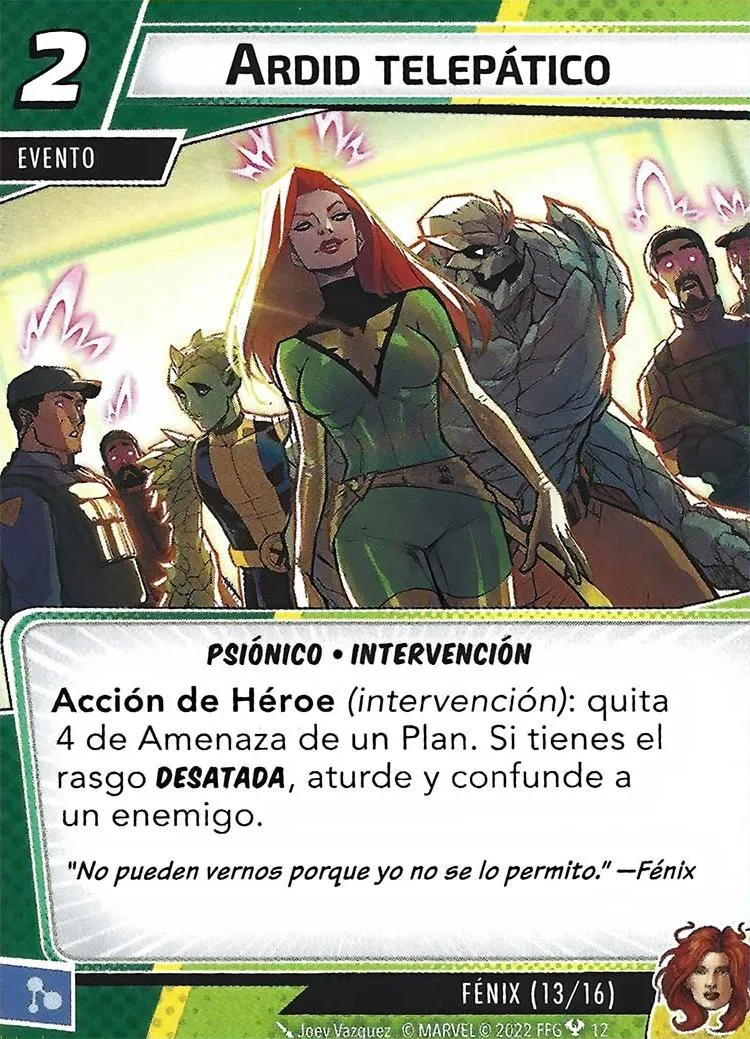 2
ARDID TELEPÁTICO
EVENTO
PSIÓNICO • INTERVENCIÓN
Acción de Héroe (intervención): quita
4 de Amenaza de un Plan. Si tienes el
rasgo DESATADA, aturde y confunde a
un enemigo.
"No pueden vernos porque yo no se lo permito." —Fénix
FÉNIX (13/16)
Joey Vazquez © MARVEL © 2022 FFG 12